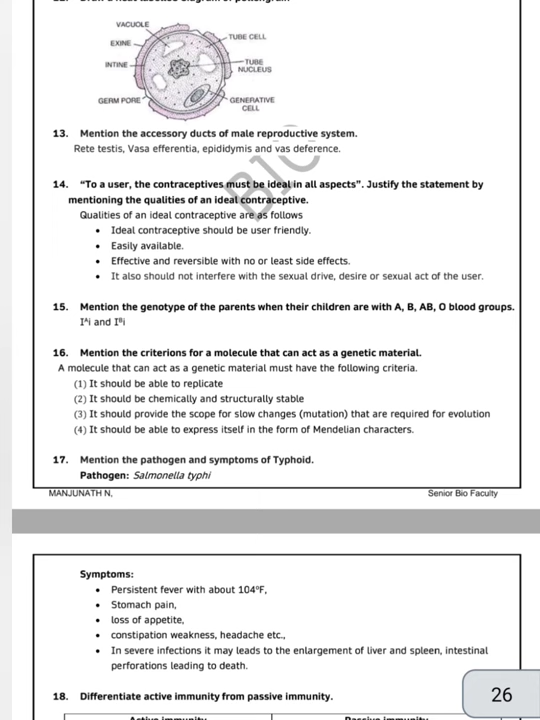 VACUOLE
EXINE
INTINE
GERM PORE
TUBE CELL
TUBE
NUCLEUS
GENERATIVE
CELL
13. Mention the accessory ducts of male reproductive system.
Rete testis, Vasa efferentia, epididymis and vas deference.
14. “To a user, the contraceptives must be ideal in all aspects”. Justify the statement by
mentioning the qualities of an ideal contraceptive.
Qualities of an ideal contraceptive are as follows
• Ideal contraceptive should be user friendly.
• Easily available.
• Effective and reversible with no or least side effects.
• It also should not interfere with the sexual drive, desire or sexual act of the user.
15. Mention the genotype of the parents when their children are with A, B, AB, O blood groups.
Iᴬi and Iᴮi
16. Mention the criterions for a molecule that can act as a genetic material.
A molecule that can act as a genetic material must have the following criteria.
(1) It should be able to replicate
(2) It should be chemically and structurally stable
(3) It should provide the scope for slow changes (mutation) that are required for evolution
(4) It should be able to express itself in the form of Mendelian characters.
17. Mention the pathogen and symptoms of Typhoid.
Pathogen: Salmonella typhi
MANJUNATH N, Senior Bio Faculty
Symptoms:
• Persistent fever with about 104ºF,
• Stomach pain,
• loss of appetite,
• constipation weakness, headache etc.,
• In severe infections it may leads to the enlargement of liver and spleen, intestinal
perforations leading to death.
26
18. Differentiate active immunity from passive immunity.
Active immunity Passive immunity